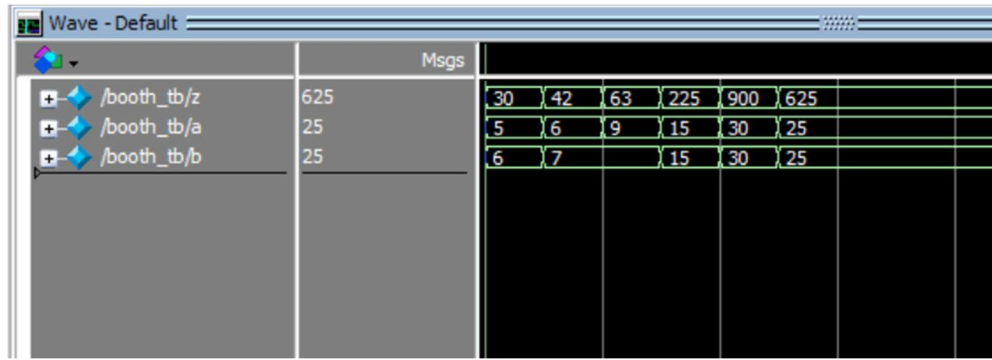 Wave - Default
Msgs
/booth_tb/z 625 30 42 63 225 900 625
/booth_tb/a 25 5 6 9 15 30 25
/booth_tb/b 25 6 7 15 30 25